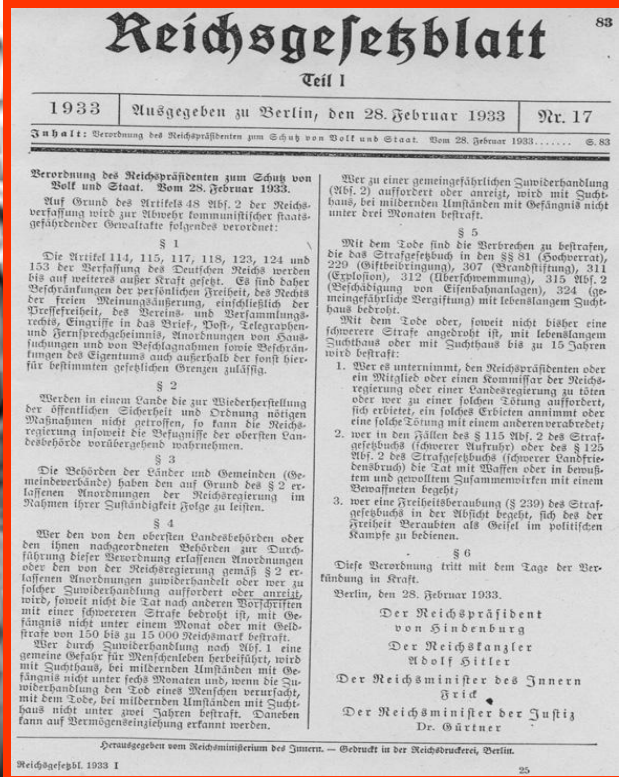 83
Reichsgesetzblatt
Teil I
1933 Ausgegeben zu Berlin, den 28. Februar 1933 Nr. 17
Inhalt: Verordnung des Reichspräsidenten zum Schutz von Volk und Staat. Vom 28. Februar 1933....... S. 83
Verordnung des Reichspräsidenten zum Schutz von
Volk und Staat. Vom 28. Februar 1933.
Auf Grund des Artikels 48 Abs. 2 der Reichs-
verfassung wird zur Abwehr kommunistischer staats-
gefährdender Gewaltakte folgendes verordnet:
§ 1
Die Artikel 114, 115, 117, 118, 123, 124 und
153 der Verfassung des Deutschen Reichs werden
bis auf weiteres außer Kraft gesetzt. Es sind daher
Beschränkungen der persönlichen Freiheit, des Rechts
der freien Meinungsäußerung, einschließlich der
Pressefreiheit, des Vereins- und Versammlungs-
rechts, Eingriffe in das Brief-, Post-, Telegraphen-
und Fernsprechgeheimnis, Anordnungen von Haus-
suchungen und von Beschlagnahmen sowie Beschrän-
kungen des Eigentums auch außerhalb der sonst hier-
für bestimmten gesetzlichen Grenzen zulässig.
§ 2
Werden in einem Lande die zur Wiederherstellung
der öffentlichen Sicherheit und Ordnung nötigen
Maßnahmen nicht getroffen, so kann die Reichs-
regierung insoweit die Befugnisse der obersten Lan-
desbehörde vorübergehend wahrnehmen.
§ 3
Die Behörden der Länder und Gemeinden (Ge-
meindeverbände) haben den auf Grund des § 2 er-
lassenen Anordnungen der Reichsregierung im
Rahmen ihrer Zuständigkeit Folge zu leisten.
§ 4
Wer den von den obersten Landesbehörden oder
den ihnen nachgeordneten Behörden zur Durch-
führung dieser Verordnung erlassenen Anordnungen
oder den von der Reichsregierung gemäß § 2 er-
lassenen Anordnungen zuwiderhandelt oder wer zu
solcher Zuwiderhandlung auffordert oder anreizt,
wird, soweit nicht die Tat nach anderen Vorschriften
mit einer schwereren Strafe bedroht ist, mit Ge-
fängnis nicht unter einem Monat oder mit Geld-
strafe von 150 bis zu 15 000 Reichsmark bestraft.
Wer durch Zuwiderhandlung nach Abs. 1 eine
gemeine Gefahr für Menschenleben herbeiführt, wird
mit Zuchthaus, bei mildernden Umständen mit Ge-
fängnis nicht unter sechs Monaten und, wenn die Zu-
widerhandlung den Tod eines Menschen verursacht,
mit dem Tode, bei mildernden Umständen mit Zucht-
haus nicht unter zwei Jahren bestraft. Daneben
kann auf Vermögenseinziehung erkannt werden.
Wer zu einer gemeingefährlichen Zuwiderhandlung
(Abs. 2) auffordert oder anreizt, wird mit Zucht-
haus, bei mildernden Umständen mit Gefängnis nicht
unter drei Monaten bestraft.
§ 5
Mit dem Tode sind die Verbrechen zu bestrafen,
die das Strafgesetzbuch in den §§ 81 (Hochverrat),
229 (Giftbeibringung), 307 (Brandstiftung), 311
(Explosion), 312 (Überschwemmung), 315 Abs. 2
(Beschädigung von Eisenbahnanlagen), 324 (ge-
meingefährliche Vergiftung) mit lebenslangem Zucht-
haus bedroht.
Mit dem Tode oder, soweit nicht bisher eine
schwerere Strafe angedroht ist, mit lebenslangem
Zuchthaus oder mit Zuchthaus bis zu 15 Jahren
wird bestraft:
1. Wer es unternimmt, den Reichspräsidenten oder
ein Mitglied oder einen Kommissar der Reichs-
regierung oder einer Landesregierung zu töten
oder wer zu einer solchen Tötung auffordert,
sich erbietet, ein solches Erbieten annimmt oder
eine solche Tötung mit einem anderen verabredet;
2. wer in den Fällen des § 115 Abs. 2 des Straf-
gesetzbuchs (schwerer Aufruhr) oder des § 125
Abs. 2 des Strafgesetzbuchs (schwerer Landfrie-
densbruch) die Tat mit Waffen oder in bewuß-
tem und gewolltem Zusammenwirken mit einem
Bewaffneten begeht;
3. wer eine Freiheitsberaubung (§ 239) des Straf-
gesetzbuchs in der Absicht begeht, sich des der
Freiheit Beraubten als Geisel im politischen
Kampfe zu bedienen.
§ 6
Diese Verordnung tritt mit dem Tage der Ver-
kündung in Kraft.
Berlin, den 28. Februar 1933.
Der Reichspräsident
von Hindenburg
Der Reichskanzler
Adolf Hitler
Der Reichsminister des Innern
Frick
Der Reichsminister der Justiz
Dr. Gürtner
Herausgegeben vom Reichsministerium des Innern. — Gedruckt in der Reichsdruckerei, Berlin.
Reichsgesetzbl. 1933 I
25